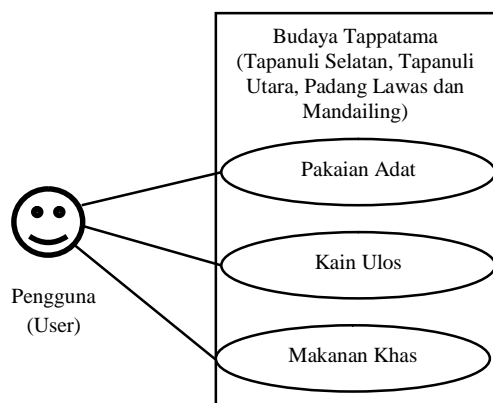 Budaya Tappatama
(Tapanuli Selatan, Tapanuli
Utara, Padang Lawas dan
Mandailing)
Pakaian Adat
Kain Ulos
Pengguna
(User)
Makanan Khas